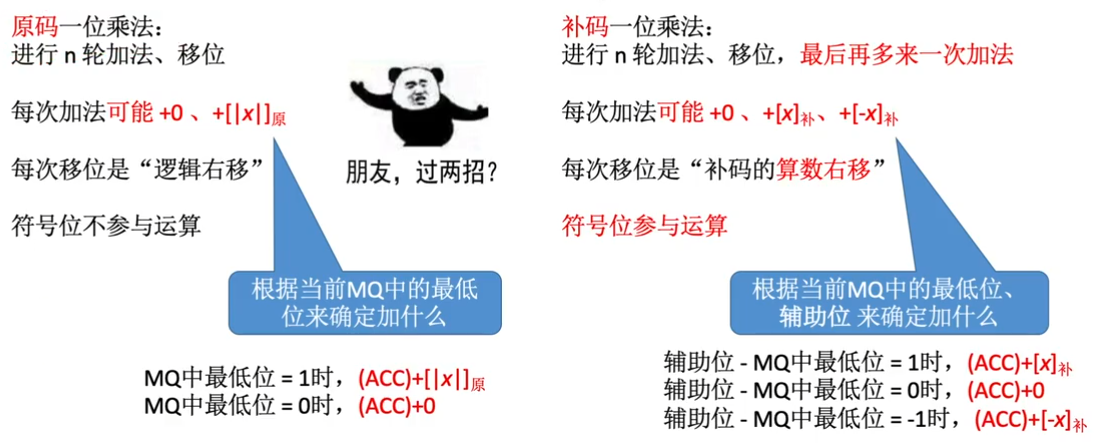 原码一位乘法：
进行 n 轮加法、移位
每次加法可能 +0 、+[|x|]原
每次移位是“逻辑右移”
符号位不参与运算
朋友，过两招？
根据当前MQ中的最低
位来确定加什么
MQ中最低位 = 1时，(ACC)+[|x|]原
MQ中最低位 = 0时，(ACC)+0
补码一位乘法：
进行 n 轮加法、移位，最后再多来一次加法
每次加法可能 +0 、+[x]补、+[-x]补
每次移位是“补码的算数右移”
符号位参与运算
根据当前MQ中的最低位、
辅助位 来确定加什么
辅助位 - MQ中最低位 = 1时，(ACC)+[x]补
辅助位 - MQ中最低位 = 0时，(ACC)+0
辅助位 - MQ中最低位 = -1时，(ACC)+[-x]补